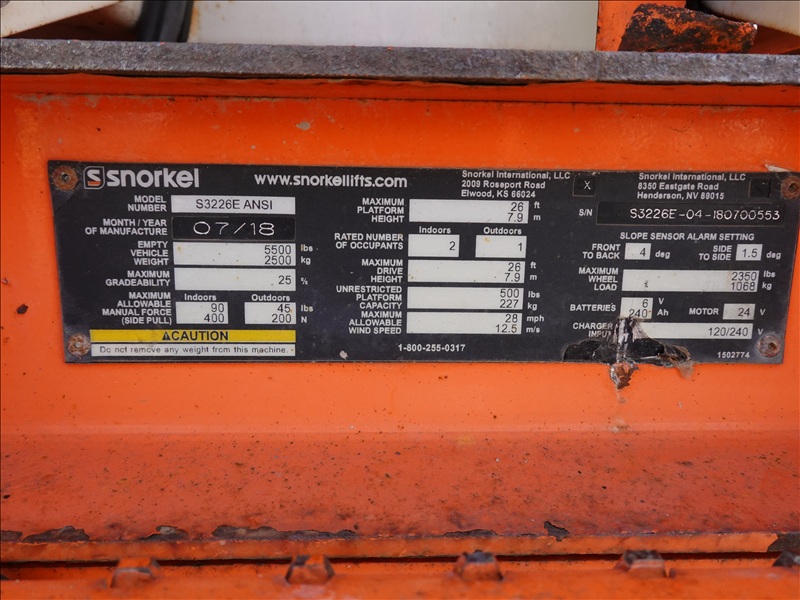 snorkel
www.snorkellifts.com
Snorkel International, LLC
2009 Roseport Road
Elwood, KS 66024
X
Snorkel International, LLC
8350 Eastgate Road
Henderson, NV 89015
MODEL NUMBER S3226E ANSI
MONTH / YEAR OF MANUFACTURE 07/18
EMPTY VEHICLE WEIGHT 5500 lbs
2500 kg
MAXIMUM GRADEABILITY 25 %
MAXIMUM ALLOWABLE MANUAL FORCE (SIDE PULL)
Indoors Outdoors
90 45 lbs
400 200 N
CAUTION
Do not remove any weight from this machine.
MAXIMUM PLATFORM HEIGHT 26 ft
7.9 m
RATED NUMBER OF OCCUPANTS
Indoors Outdoors
2 1
MAXIMUM DRIVE HEIGHT 26 ft
7.9 m
UNRESTRICTED PLATFORM CAPACITY 500 lbs
227 kg
MAXIMUM ALLOWABLE WIND SPEED 28 mph
12.5 m/s
1-800-255-0317
S/N S3226E-04-180700553
SLOPE SENSOR ALARM SETTING
FRONT TO BACK 4 deg SIDE TO SIDE 1.5 deg
MAXIMUM WHEEL LOAD 2350 lbs
1068 kg
BATTERIES 6 V
240 Ah
MOTOR 24 V
CHARGER INPUT 120/240 V
1502774